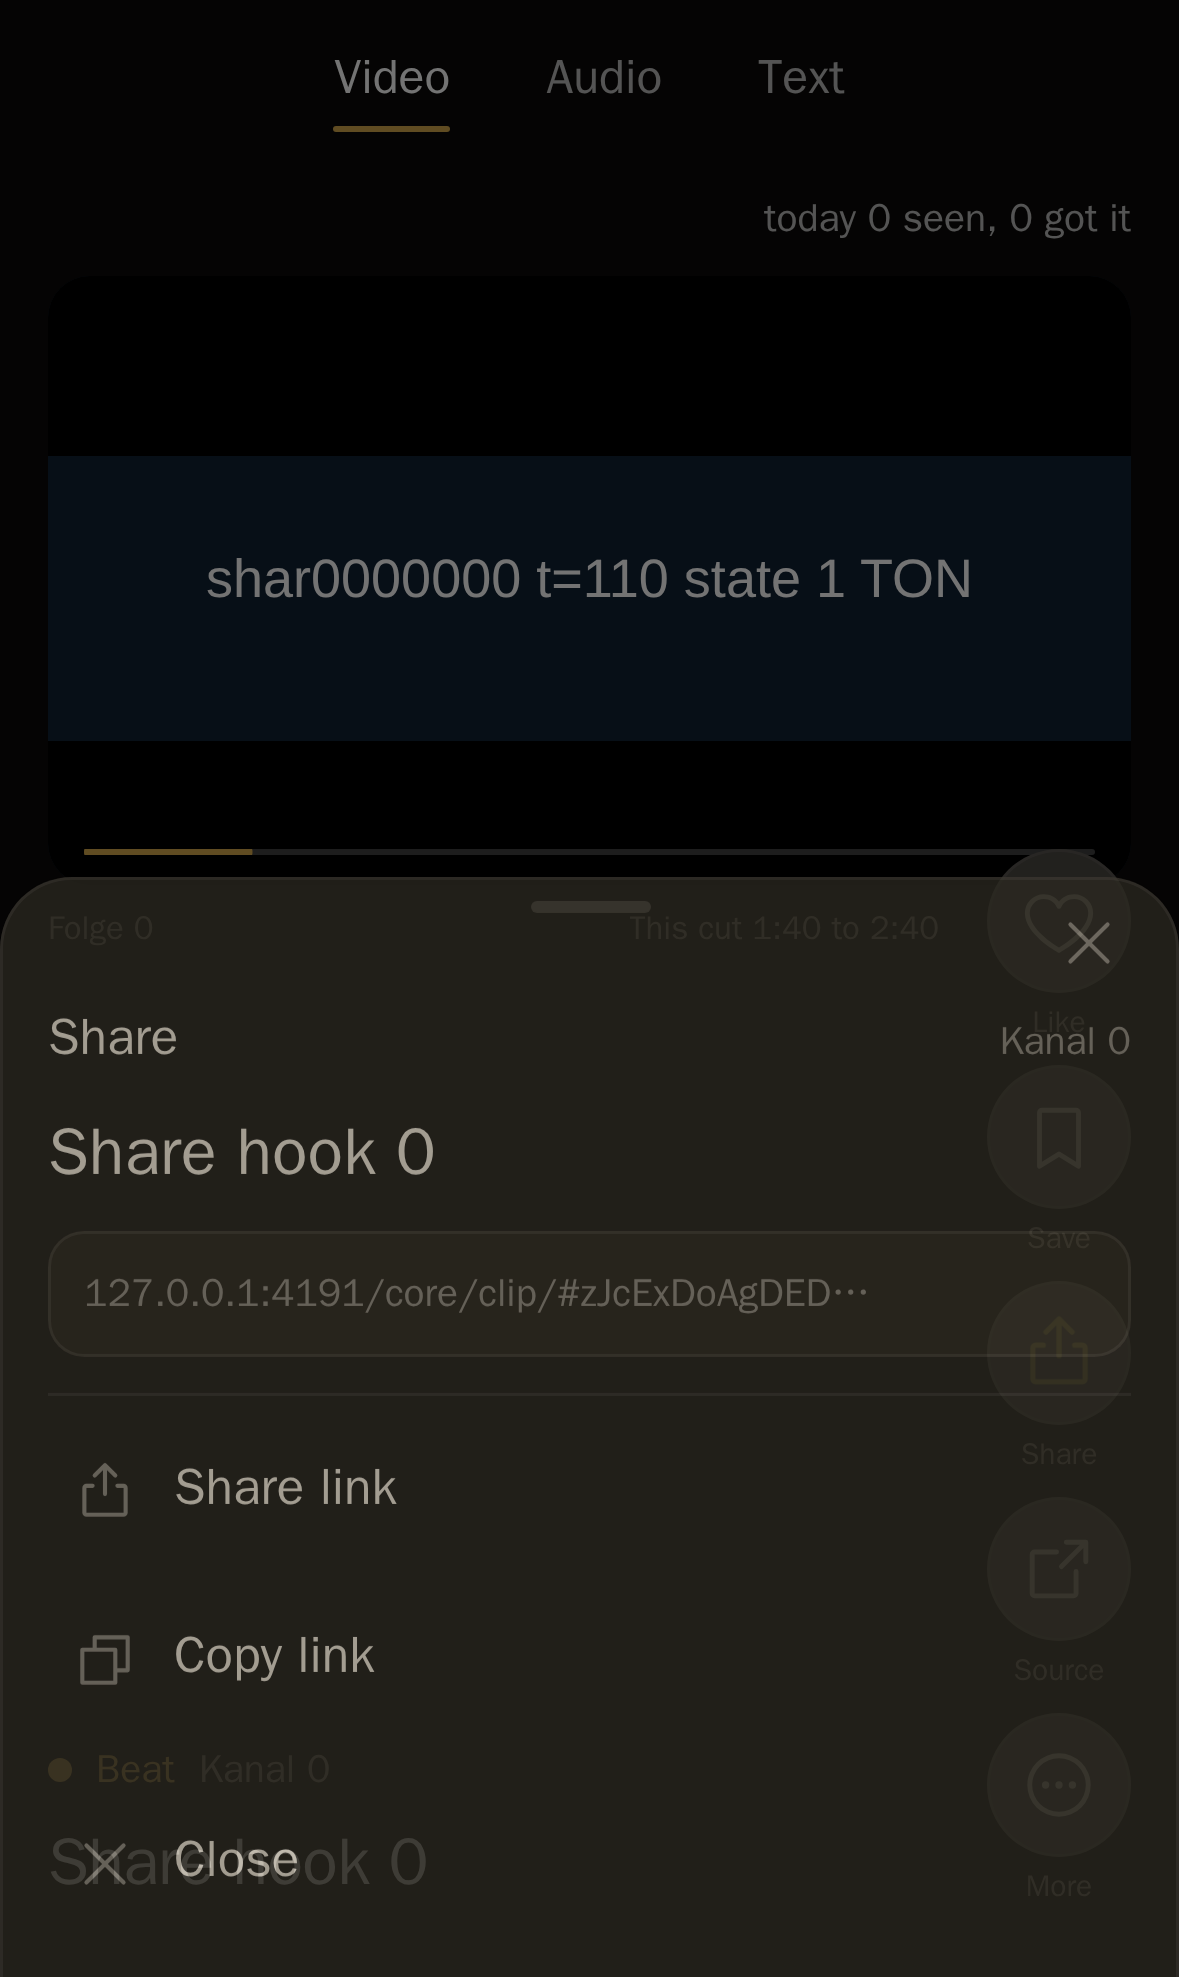 Video Audio Text
today 0 seen, 0 got it
shar0000000 t=110 state 1 TON
Folge 0 This cut 1:40 to 2:40
Like
Share Kanal 0
Share hook 0
Save
127.0.0.1:4191/core/clip/#zJcExDoAgDED···
Share
Share link
Copy link
Source
Beat Kanal 0
Share hook 0
Close
More